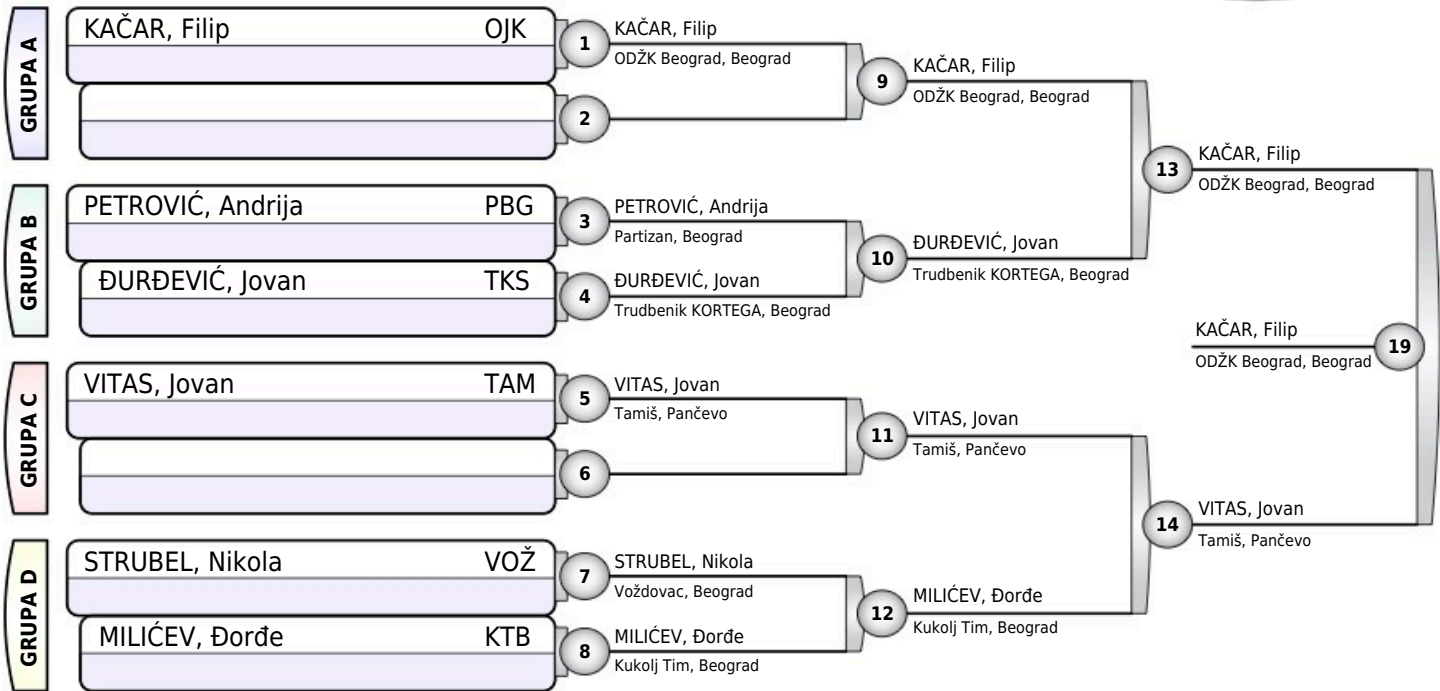 GRUPA A
KAČAR, Filip OJK
1
KAČAR, Filip
ODŽK Beograd, Beograd
2
9
KAČAR, Filip
ODŽK Beograd, Beograd
GRUPA B
PETROVIĆ, Andrija PBG
3
PETROVIĆ, Andrija
Partizan, Beograd
ĐURĐEVIĆ, Jovan TKS
4
ĐURĐEVIĆ, Jovan
Trudbenik KORTEGA, Beograd
10
ĐURĐEVIĆ, Jovan
Trudbenik KORTEGA, Beograd
13
KAČAR, Filip
ODŽK Beograd, Beograd
GRUPA C
VITAS, Jovan TAM
5
VITAS, Jovan
Tamiš, Pančevo
6
11
VITAS, Jovan
Tamiš, Pančevo
GRUPA D
STRUBEL, Nikola VOŽ
7
STRUBEL, Nikola
Voždovac, Beograd
MILIĆEV, Đorđe KTB
8
MILIĆEV, Đorđe
Kukolj Tim, Beograd
12
MILIĆEV, Đorđe
Kukolj Tim, Beograd
14
VITAS, Jovan
Tamiš, Pančevo
KAČAR, Filip
ODŽK Beograd, Beograd
19